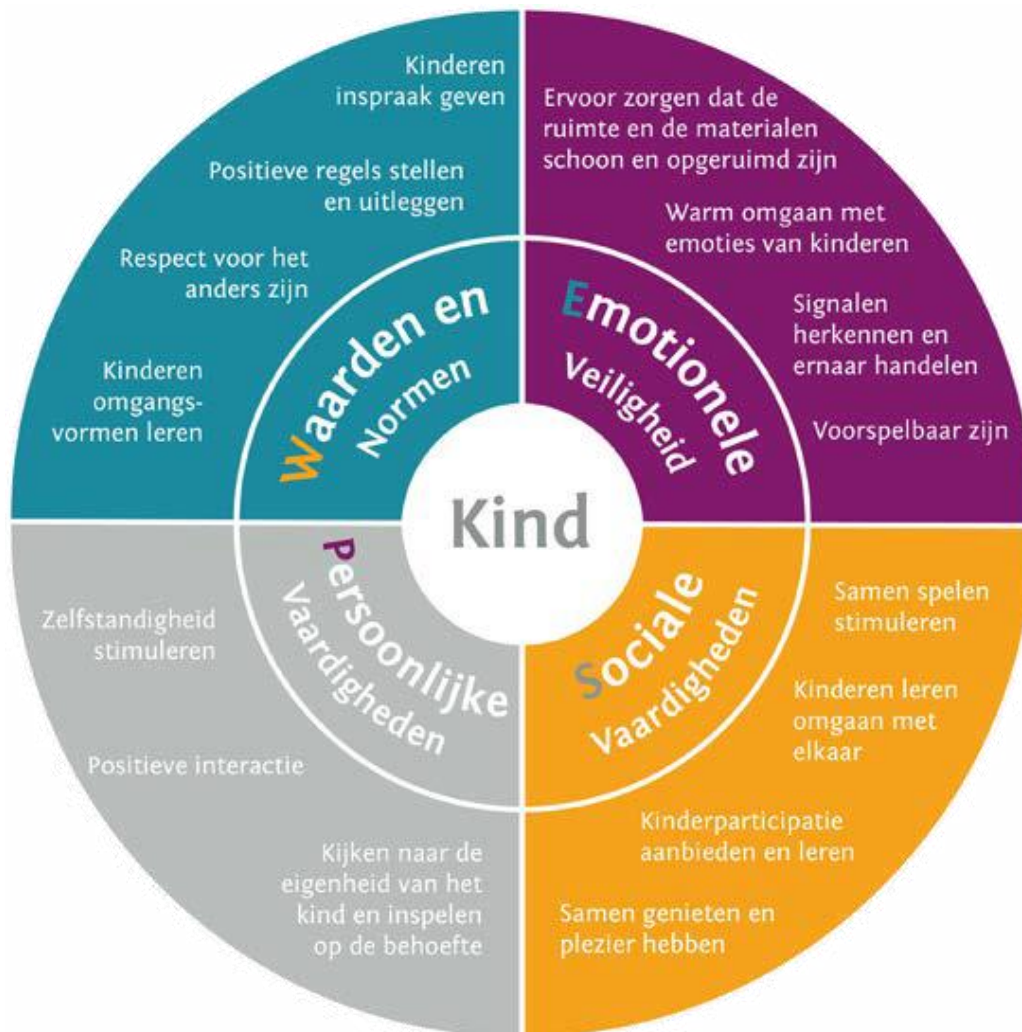 Kinderen
inspraak geven
Positieve regels stellen
en uitleggen
Respect voor het
anders zijn
Kinderen
omgangs-
vormen leren
Waarden en
Normen
Ervoor zorgen dat de
ruimte en de materialen
schoon en opgeruimd zijn
Warm omgaan met
emoties van kinderen
Signalen
herkennen en
ernaar handelen
Voorspelbaar zijn
Emotionele
Veiligheid
Kind
Persoonlijke
Vaardigheden
Zelfstandigheid
stimuleren
Positieve interactie
Kijken naar de
eigenheid van het
kind en inspelen
op de behoefte
Sociale
Vaardigheden
Samen spelen
stimuleren
Kinderen leren
omgaan met
elkaar
Kinderparticipatie
aanbieden en leren
Samen genieten en
plezier hebben